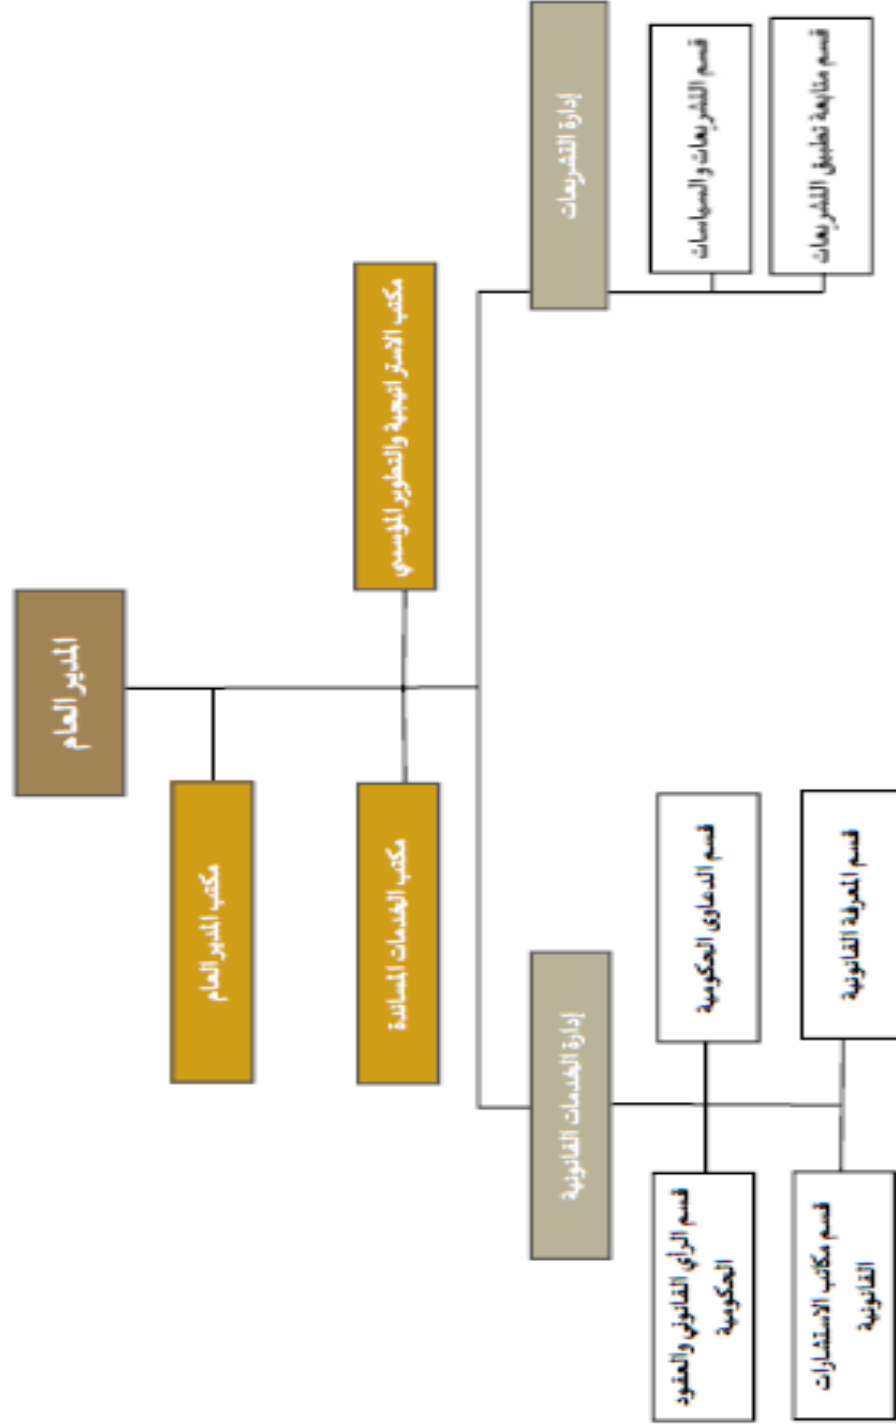 المدير العام
مكتب المدير العام
مكتب الاستراتيجية والتطوير المؤسسي
مكتب الخدمات المساندة
إدارة التشريعات
قسم التشريعات والسياسات
قسم متابعة تطبيق التشريعات
إدارة الخدمات القانونية
قسم الدعاوى الحكومية
قسم الرأي القانوني والعقود
الحكومية
قسم المعرفة القانونية
قسم مكاتب الاستشارات
القانونية